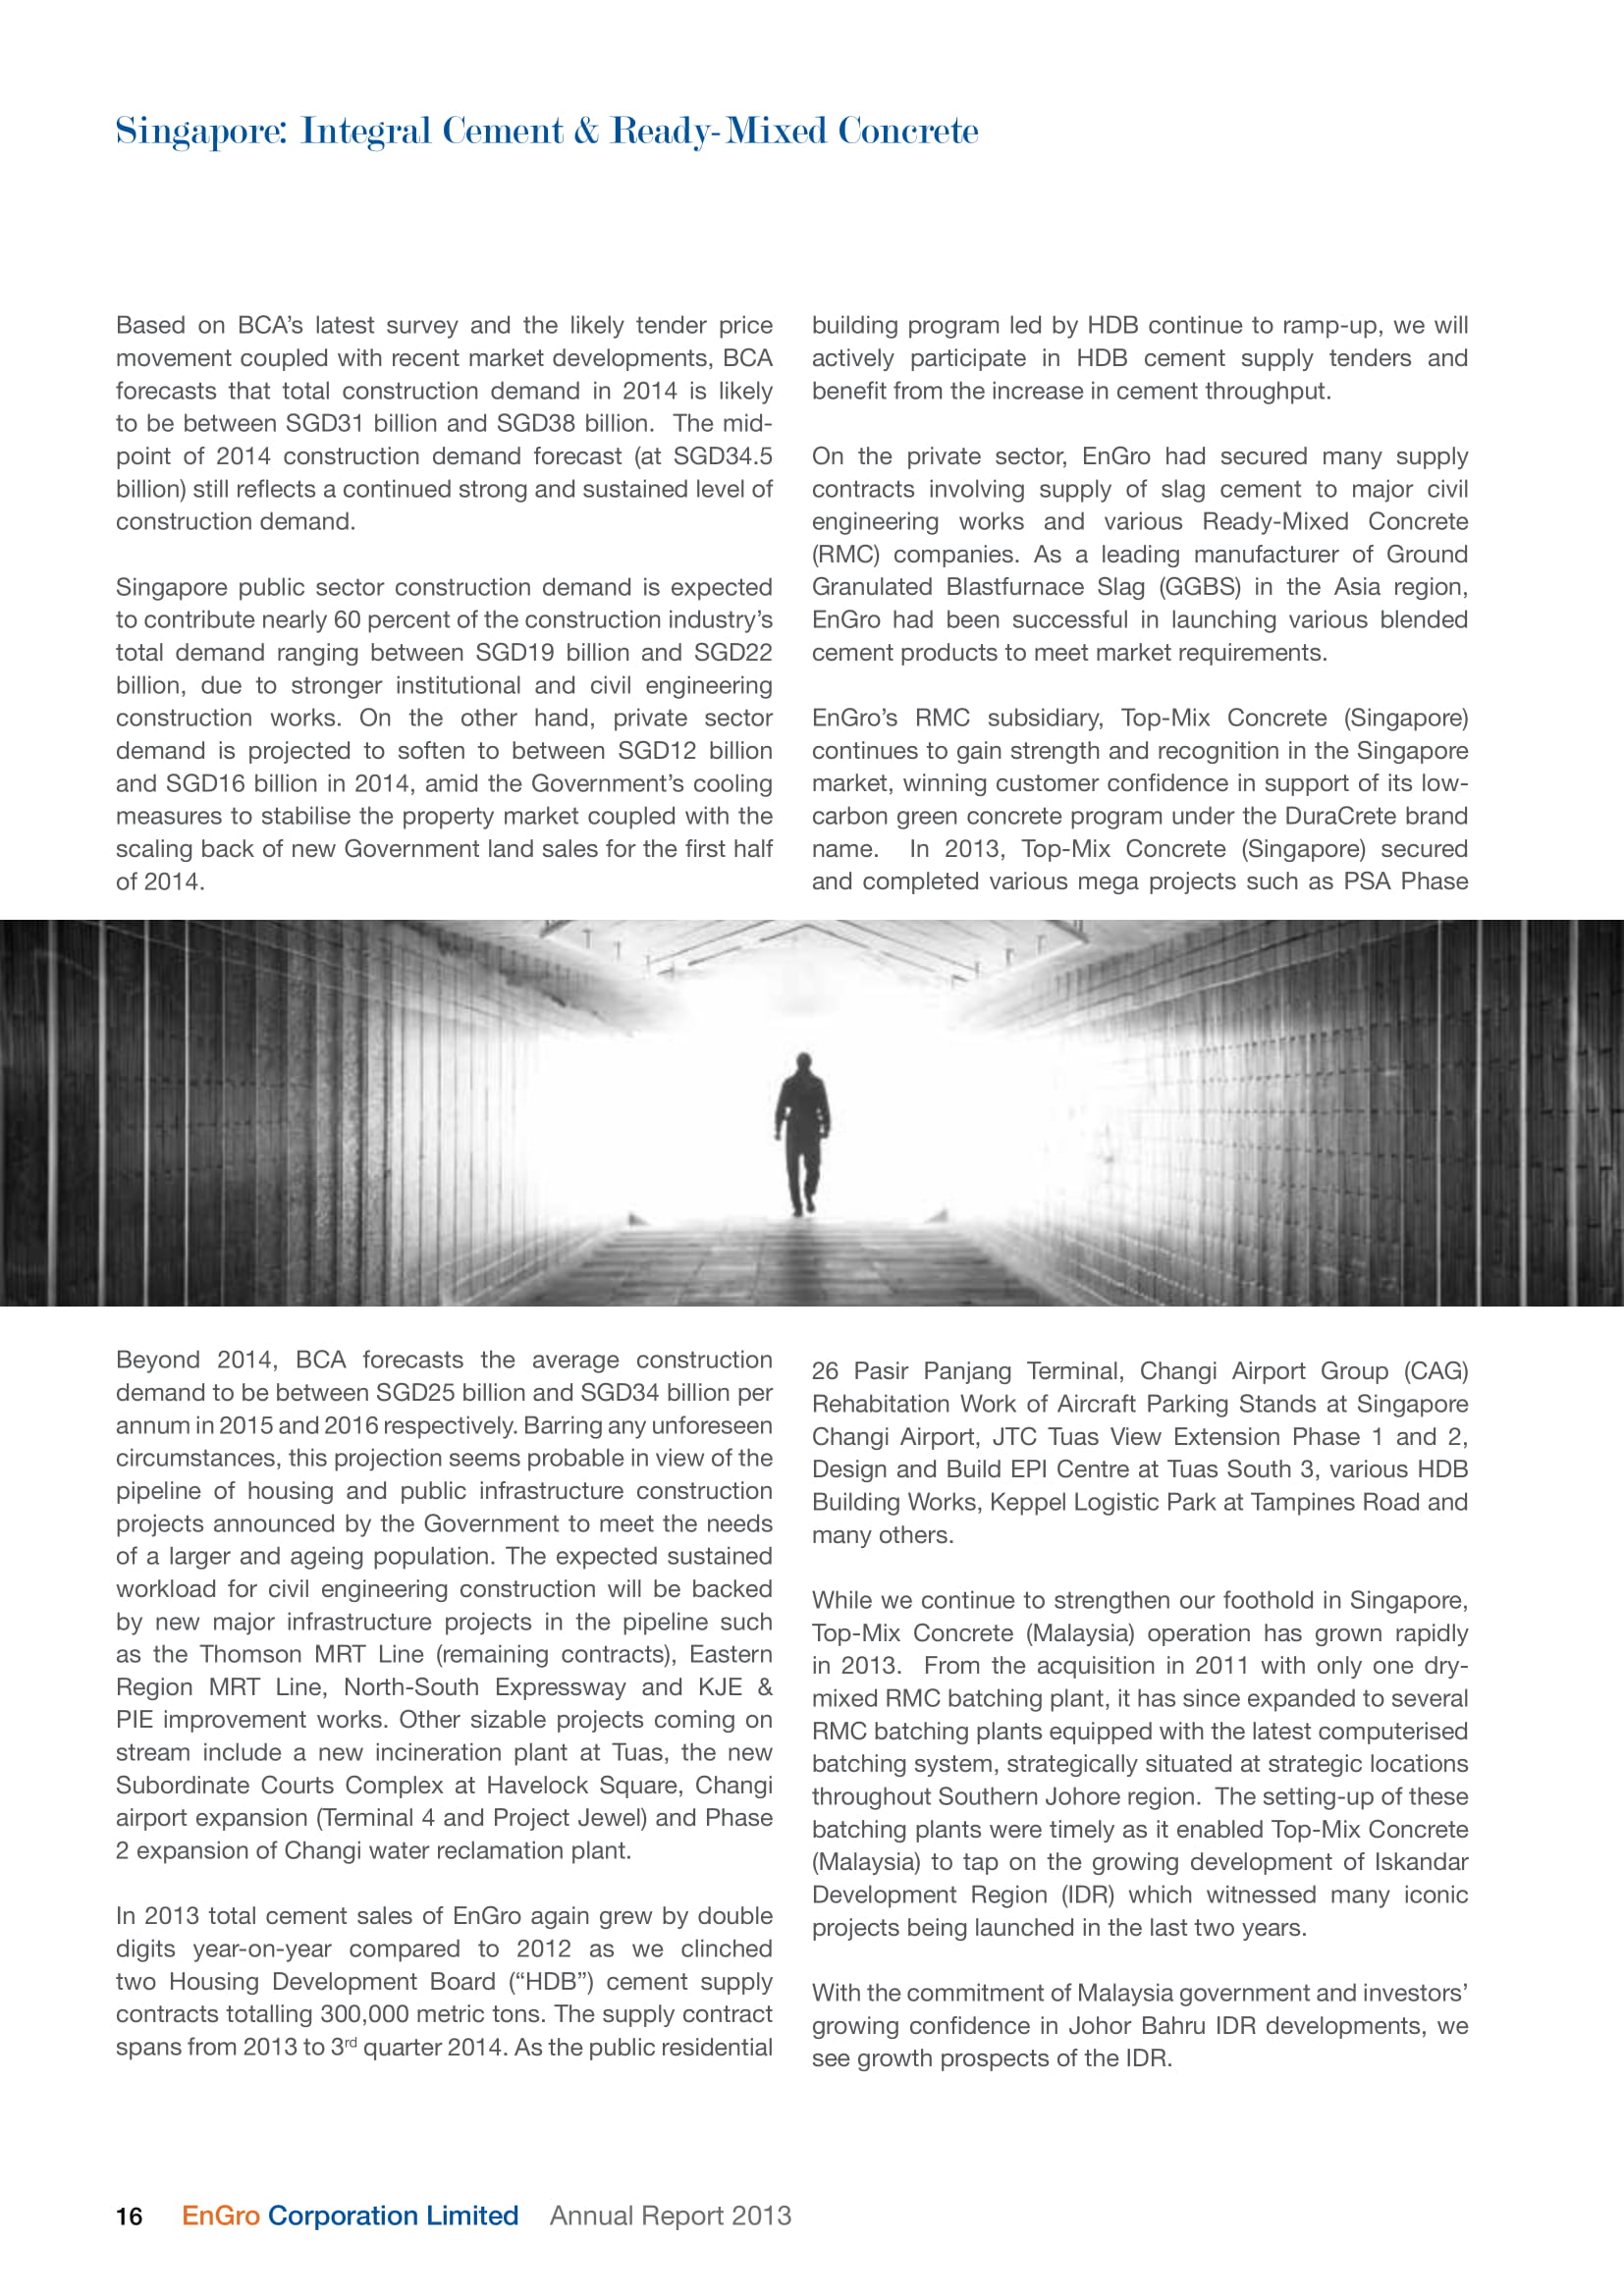 Singapore: Integral Cement & Ready-Mixed Concrete
Based on BCA's latest survey and the likely tender price
movement coupled with recent market developments, BCA
forecasts that total construction demand in 2014 is likely
to be between SGD31 billion and SGD38 billion. The mid-
point of 2014 construction demand forecast (at SGD34.5
billion) still reflects a continued strong and sustained level of
construction demand.
Singapore public sector construction demand is expected
to contribute nearly 60 percent of the construction industry's
total demand ranging between SGD19 billion and SGD22
billion, due to stronger institutional and civil engineering
construction works. On the other hand, private sector
demand is projected to soften to between SGD12 billion
and SGD16 billion in 2014, amid the Government's cooling
measures to stabilise the property market coupled with the
scaling back of new Government land sales for the first half
of 2014.
Beyond 2014, BCA forecasts the average construction
demand to be between SGD25 billion and SGD34 billion per
annum in 2015 and 2016 respectively. Barring any unforeseen
circumstances, this projection seems probable in view of the
pipeline of housing and public infrastructure construction
projects announced by the Government to meet the needs
of a larger and ageing population. The expected sustained
workload for civil engineering construction will be backed
by new major infrastructure projects in the pipeline such
as the Thomson MRT Line (remaining contracts), Eastern
Region MRT Line, North-South Expressway and KJE &
PIE improvement works. Other sizable projects coming on
stream include a new incineration plant at Tuas, the new
Subordinate Courts Complex at Havelock Square, Changi
airport expansion (Terminal 4 and Project Jewel) and Phase
2 expansion of Changi water reclamation plant.
In 2013 total cement sales of EnGro again grew by double
digits year-on-year compared to 2012 as we clinched
two Housing Development Board ("HDB") cement supply
contracts totalling 300,000 metric tons. The supply contract
spans from 2013 to 3rd quarter 2014. As the public residential
building program led by HDB continue to ramp-up, we will
actively participate in HDB cement supply tenders and
benefit from the increase in cement throughput.
On the private sector, EnGro had secured many supply
contracts involving supply of slag cement to major civil
engineering works and various Ready-Mixed Concrete
(RMC) companies. As a leading manufacturer of Ground
Granulated Blastfurnace Slag (GGBS) in the Asia region,
EnGro had been successful in launching various blended
cement products to meet market requirements.
EnGro's RMC subsidiary, Top-Mix Concrete (Singapore)
continues to gain strength and recognition in the Singapore
market, winning customer confidence in support of its low-
carbon green concrete program under the DuraCrete brand
name. In 2013, Top-Mix Concrete (Singapore) secured
and completed various mega projects such as PSA Phase
26 Pasir Panjang Terminal, Changi Airport Group (CAG)
Rehabitation Work of Aircraft Parking Stands at Singapore
Changi Airport, JTC Tuas View Extension Phase 1 and 2,
Design and Build EPI Centre at Tuas South 3, various HDB
Building Works, Keppel Logistic Park at Tampines Road and
many others.
While we continue to strengthen our foothold in Singapore,
Top-Mix Concrete (Malaysia) operation has grown rapidly
in 2013. From the acquisition in 2011 with only one dry-
mixed RMC batching plant, it has since expanded to several
RMC batching plants equipped with the latest computerised
batching system, strategically situated at strategic locations
throughout Southern Johore region. The setting-up of these
batching plants were timely as it enabled Top-Mix Concrete
(Malaysia) to tap on the growing development of Iskandar
Development Region (IDR) which witnessed many iconic
projects being launched in the last two years.
With the commitment of Malaysia government and investors'
growing confidence in Johor Bahru IDR developments, we
see growth prospects of the IDR.
16 EnGro Corporation Limited Annual Report 2013